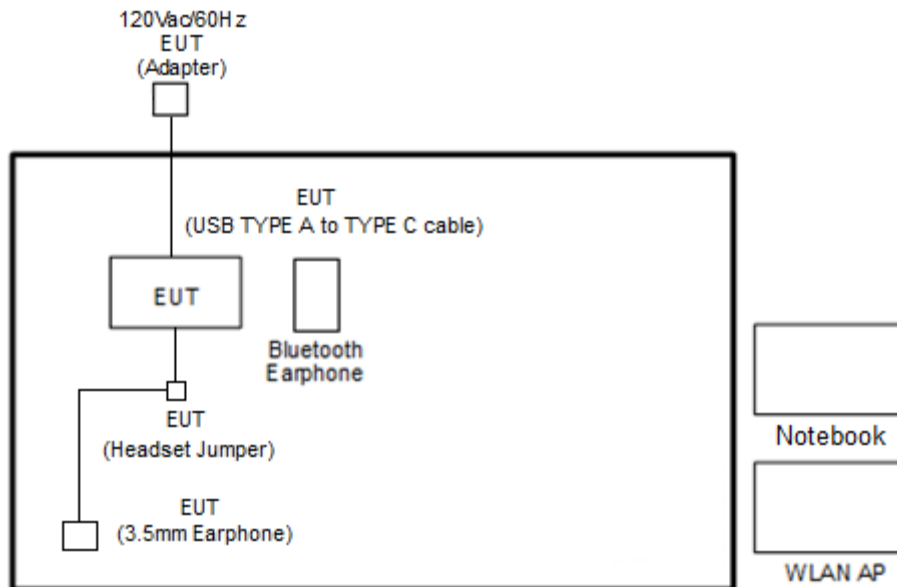 120Vac/60Hz
EUT
(Adapter)
EUT
(USB TYPE A to TYPE C cable)
EUT
Bluetooth
Earphone
EUT
(Headset Jumper)
EUT
(3.5mm Earphone)
Notebook
WLAN AP